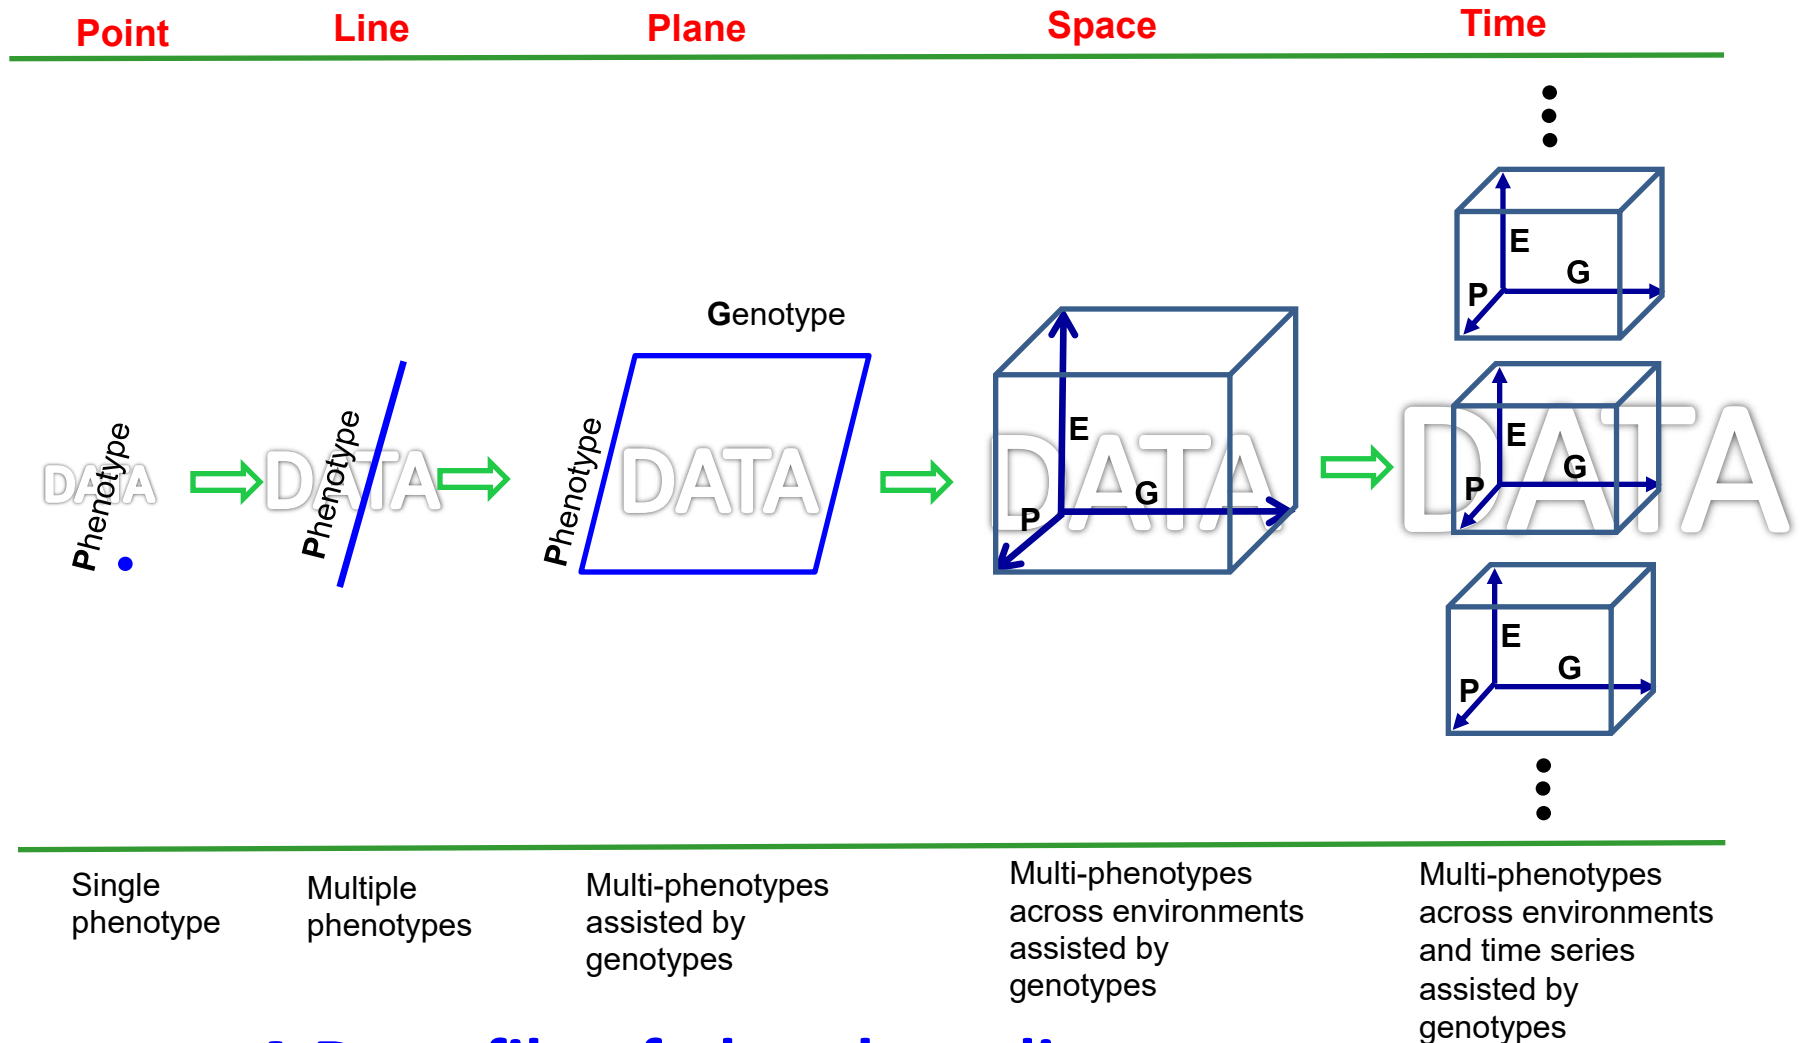 Point Line Plane Space Time
Genotype
Phenotype
Phenotype
Phenotype
DATA
DATA
DATA
DATA
DATA
E
G
P
E
G
P
E
G
P
E
G
P
Single
phenotype
Multiple
phenotypes
Multi-phenotypes
assisted by
genotypes
Multi-phenotypes
across environments
assisted by
genotypes
Multi-phenotypes
across environments
and time series
assisted by
genotypes